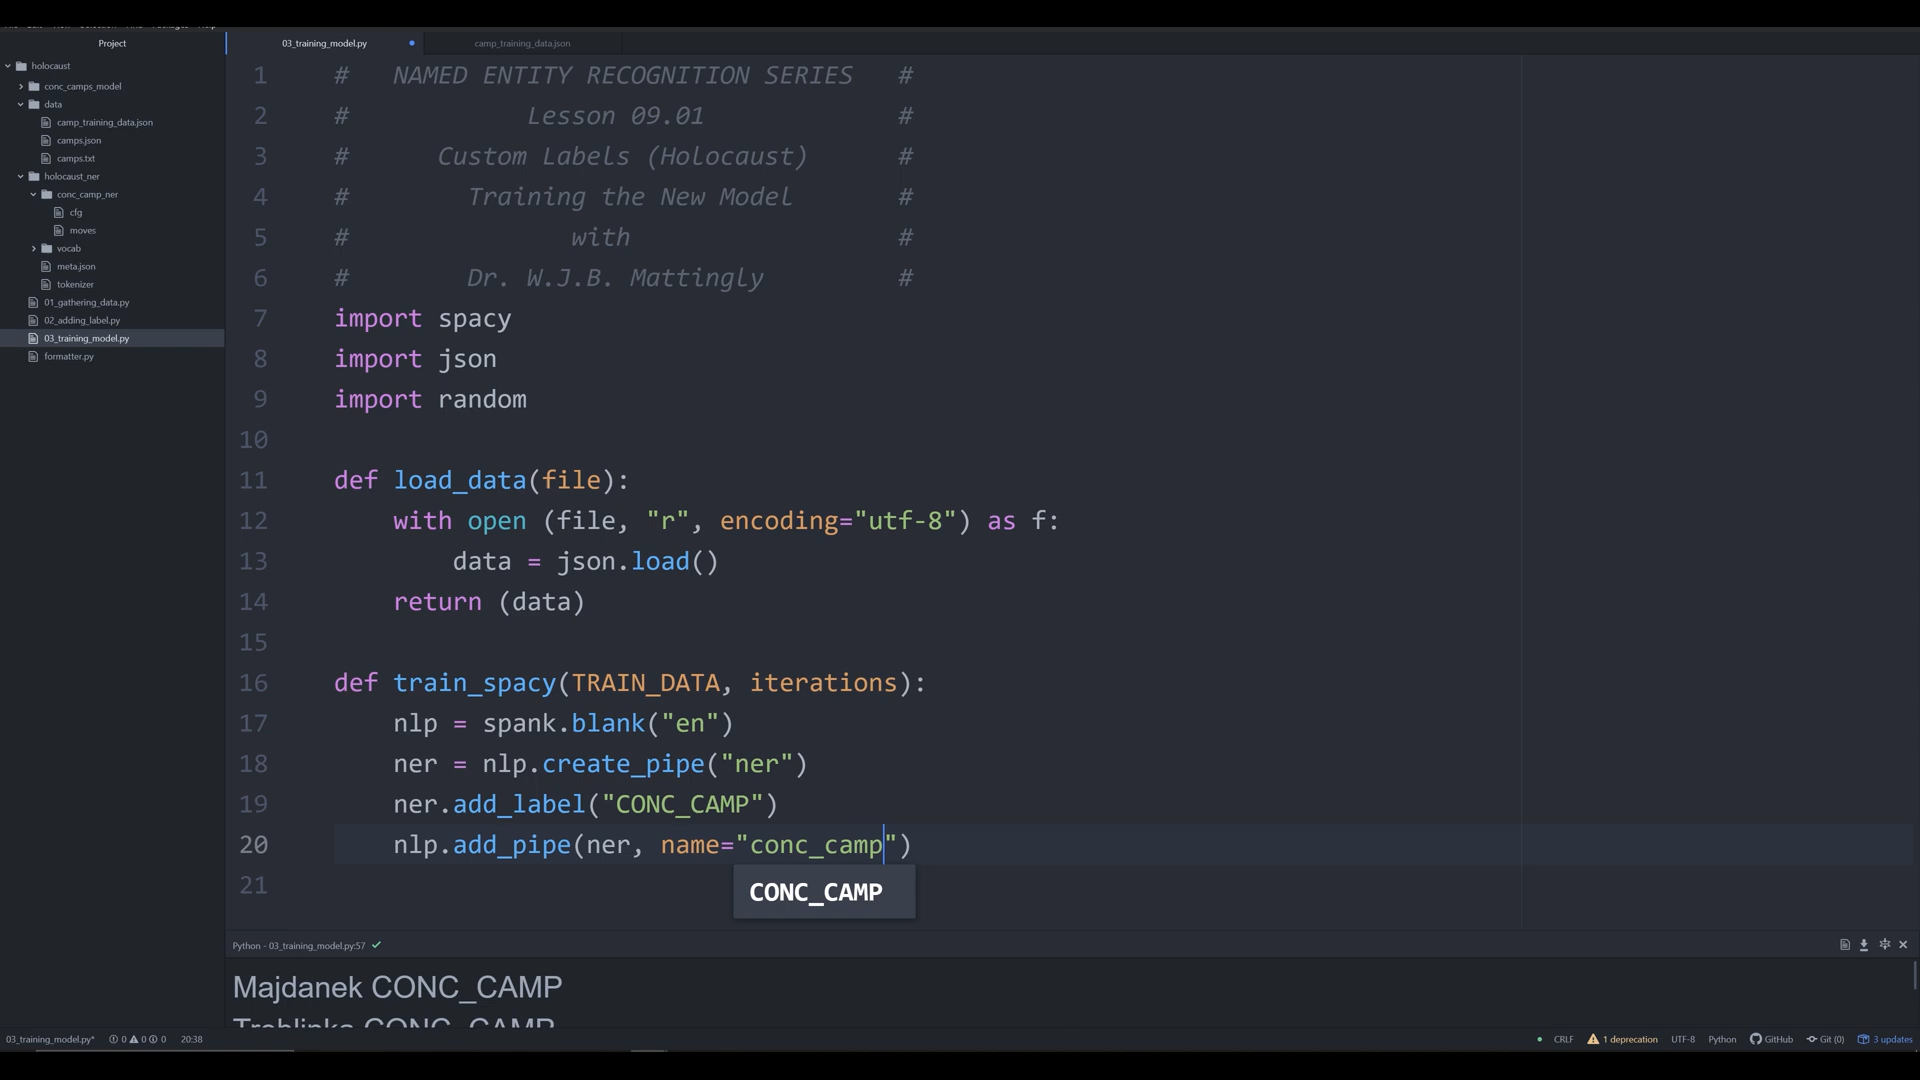 Project
03_training_model.py
camp_training_data.json
holocaust
conc_camps_model
data
camp_training_data.json
camps.json
camps.txt
holocaust_ner
conc_camp_ner
cfg
moves
vocab
meta.json
tokenizer
01_gathering_data.py
02_adding_label.py
03_training_model.py
formatter.py
1 # NAMED ENTITY RECOGNITION SERIES #
2 # Lesson 09.01 #
3 # Custom Labels (Holocaust) #
4 # Training the New Model #
5 # with #
6 # Dr. W.J.B. Mattingly #
7 import spacy
8 import json
9 import random
10
11 def load_data(file):
12 with open (file, "r", encoding="utf-8") as f:
13 data = json.load()
14 return (data)
15
16 def train_spacy(TRAIN_DATA, iterations):
17 nlp = spank.blank("en")
18 ner = nlp.create_pipe("ner")
19 ner.add_label("CONC_CAMP")
20 nlp.add_pipe(ner, name="conc_camp")
CONC_CAMP
21
Python - 03_training_model.py:57
Majdanek CONC_CAMP
Treblinka CONC_CAMP
03_training_model.py* 0 0 0 20:38 CRLF 1 deprecation UTF-8 Python GitHub Git (0) 3 updates